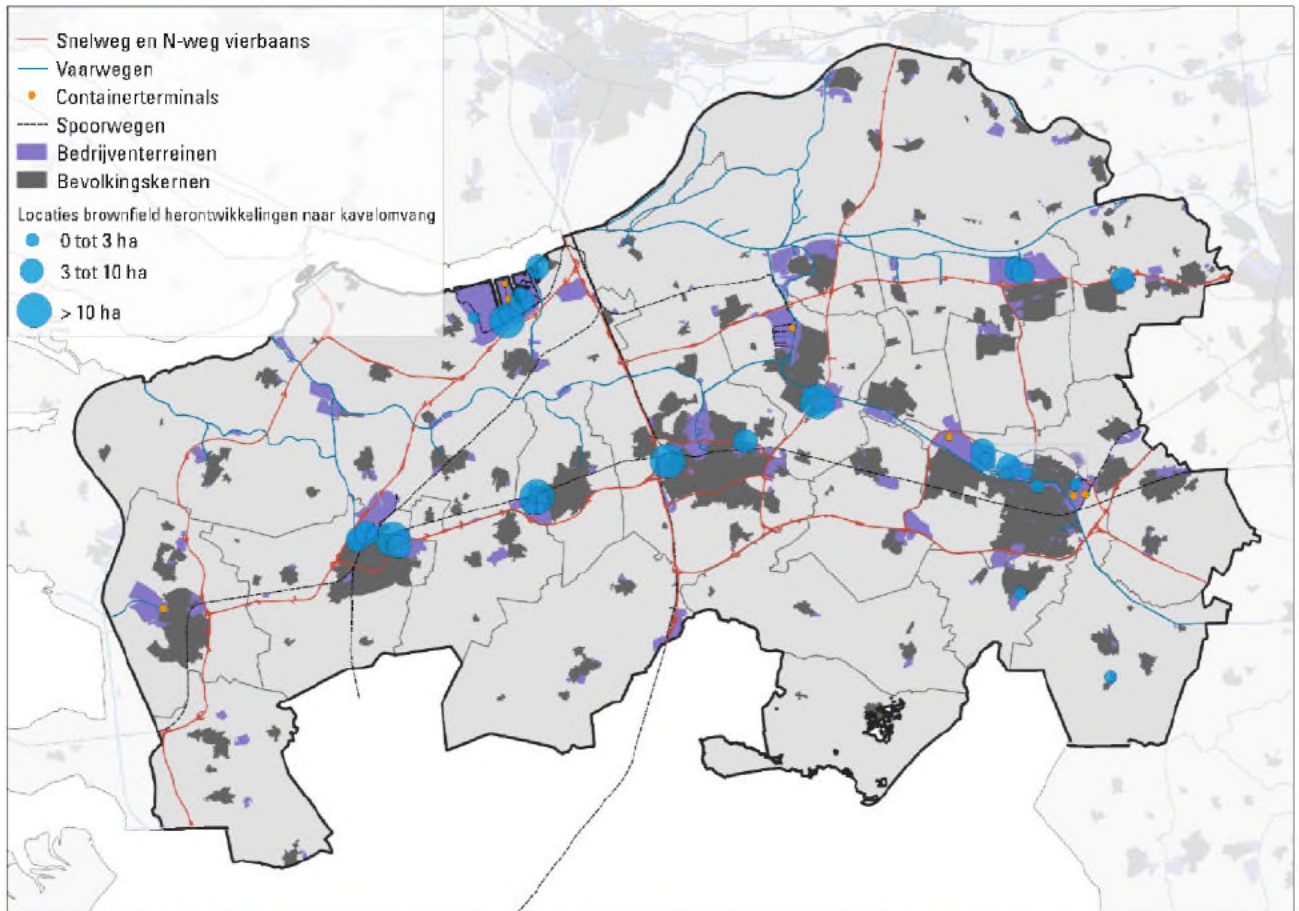 Snelweg en N-weg vierbaans
Vaarwegen
Containerterminals
Spoorwegen
Bedrijventerreinen
Bevolkingskernen
Locaties brownfield herontwikkelingen naar kavelomvang
0 tot 3 ha
3 tot 10 ha
> 10 ha